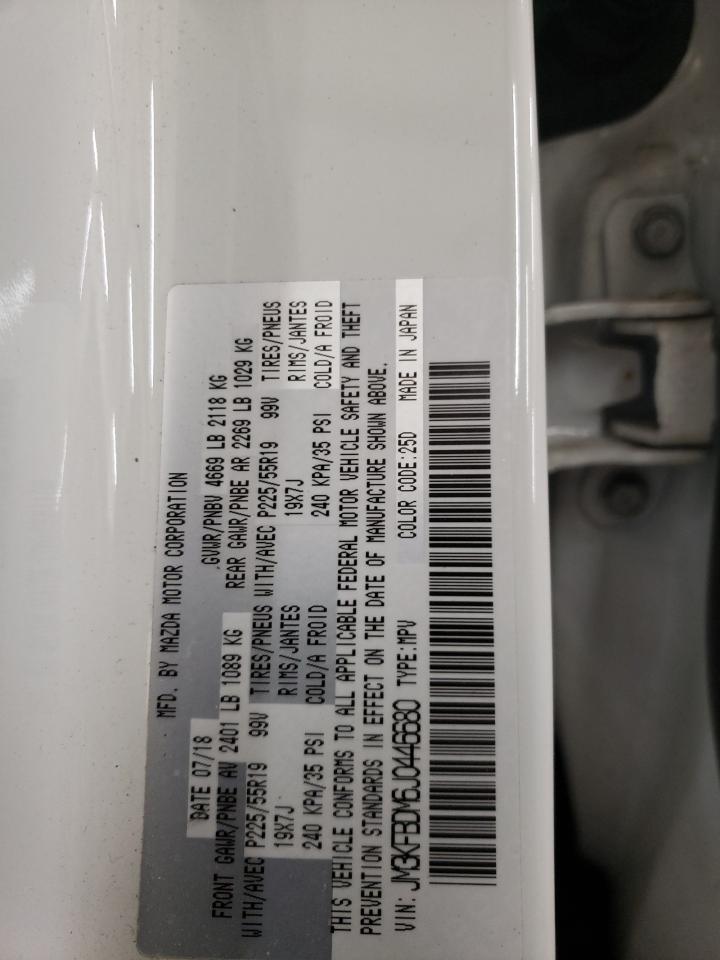 MFD. BY MAZDA MOTOR CORPORATION
DATE 07/18 GVWR/PNBV 4669 LB 2118 KG
FRONT GAWR/PNBE AV 2401 LB 1089 KG REAR GAWR/PNBE AR 2269 LB 1029 KG
WITH/AVEC P225/55R19 99V TIRES/PNEUS WITH/AVEC P225/55R19 99V TIRES/PNEUS
19X7J RIMS/JANTES 19X7J RIMS/JANTES
240 KPA/35 PSI COLD/A FROID 240 KPA/35 PSI COLD/A FROID
THIS VEHICLE CONFORMS TO ALL APPLICABLE FEDERAL MOTOR VEHICLE SAFETY AND THEFT
PREVENTION STANDARDS IN EFFECT ON THE DATE OF MANUFACTURE SHOWN ABOVE.
VIN: JM3KFBDM6J0446680 TYPE:MPV COLOR CODE:25D MADE IN JAPAN